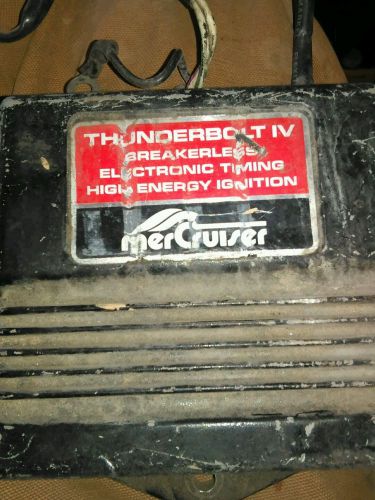 THUNDERBOLT IV
BREAKERLESS
ELECTRONIC TIMING
HIGH ENERGY IGNITION
merCruiser